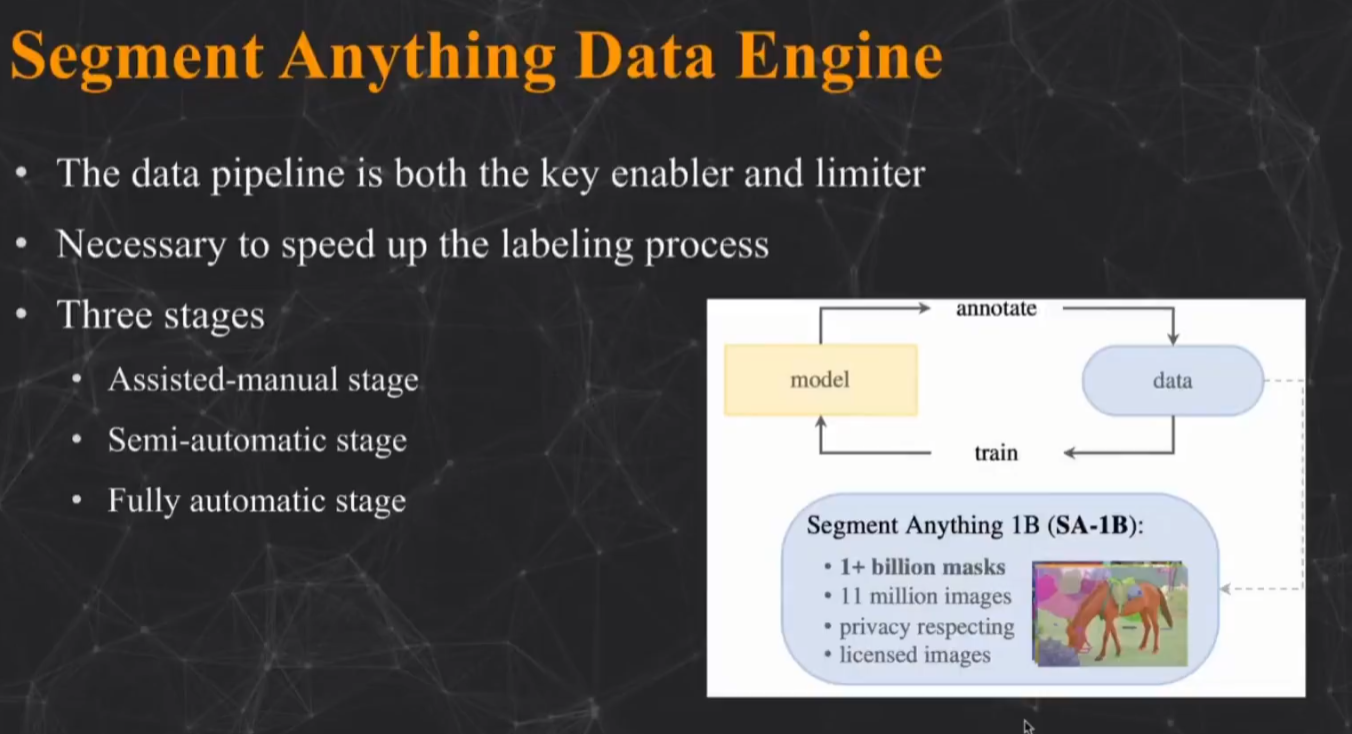 Segment Anything Data Engine
• The data pipeline is both the key enabler and limiter
• Necessary to speed up the labeling process
• Three stages
• Assisted-manual stage
• Semi-automatic stage
• Fully automatic stage
annotate
model
data
train
Segment Anything 1B (SA-1B):
• 1+ billion masks
• 11 million images
• privacy respecting
• licensed images